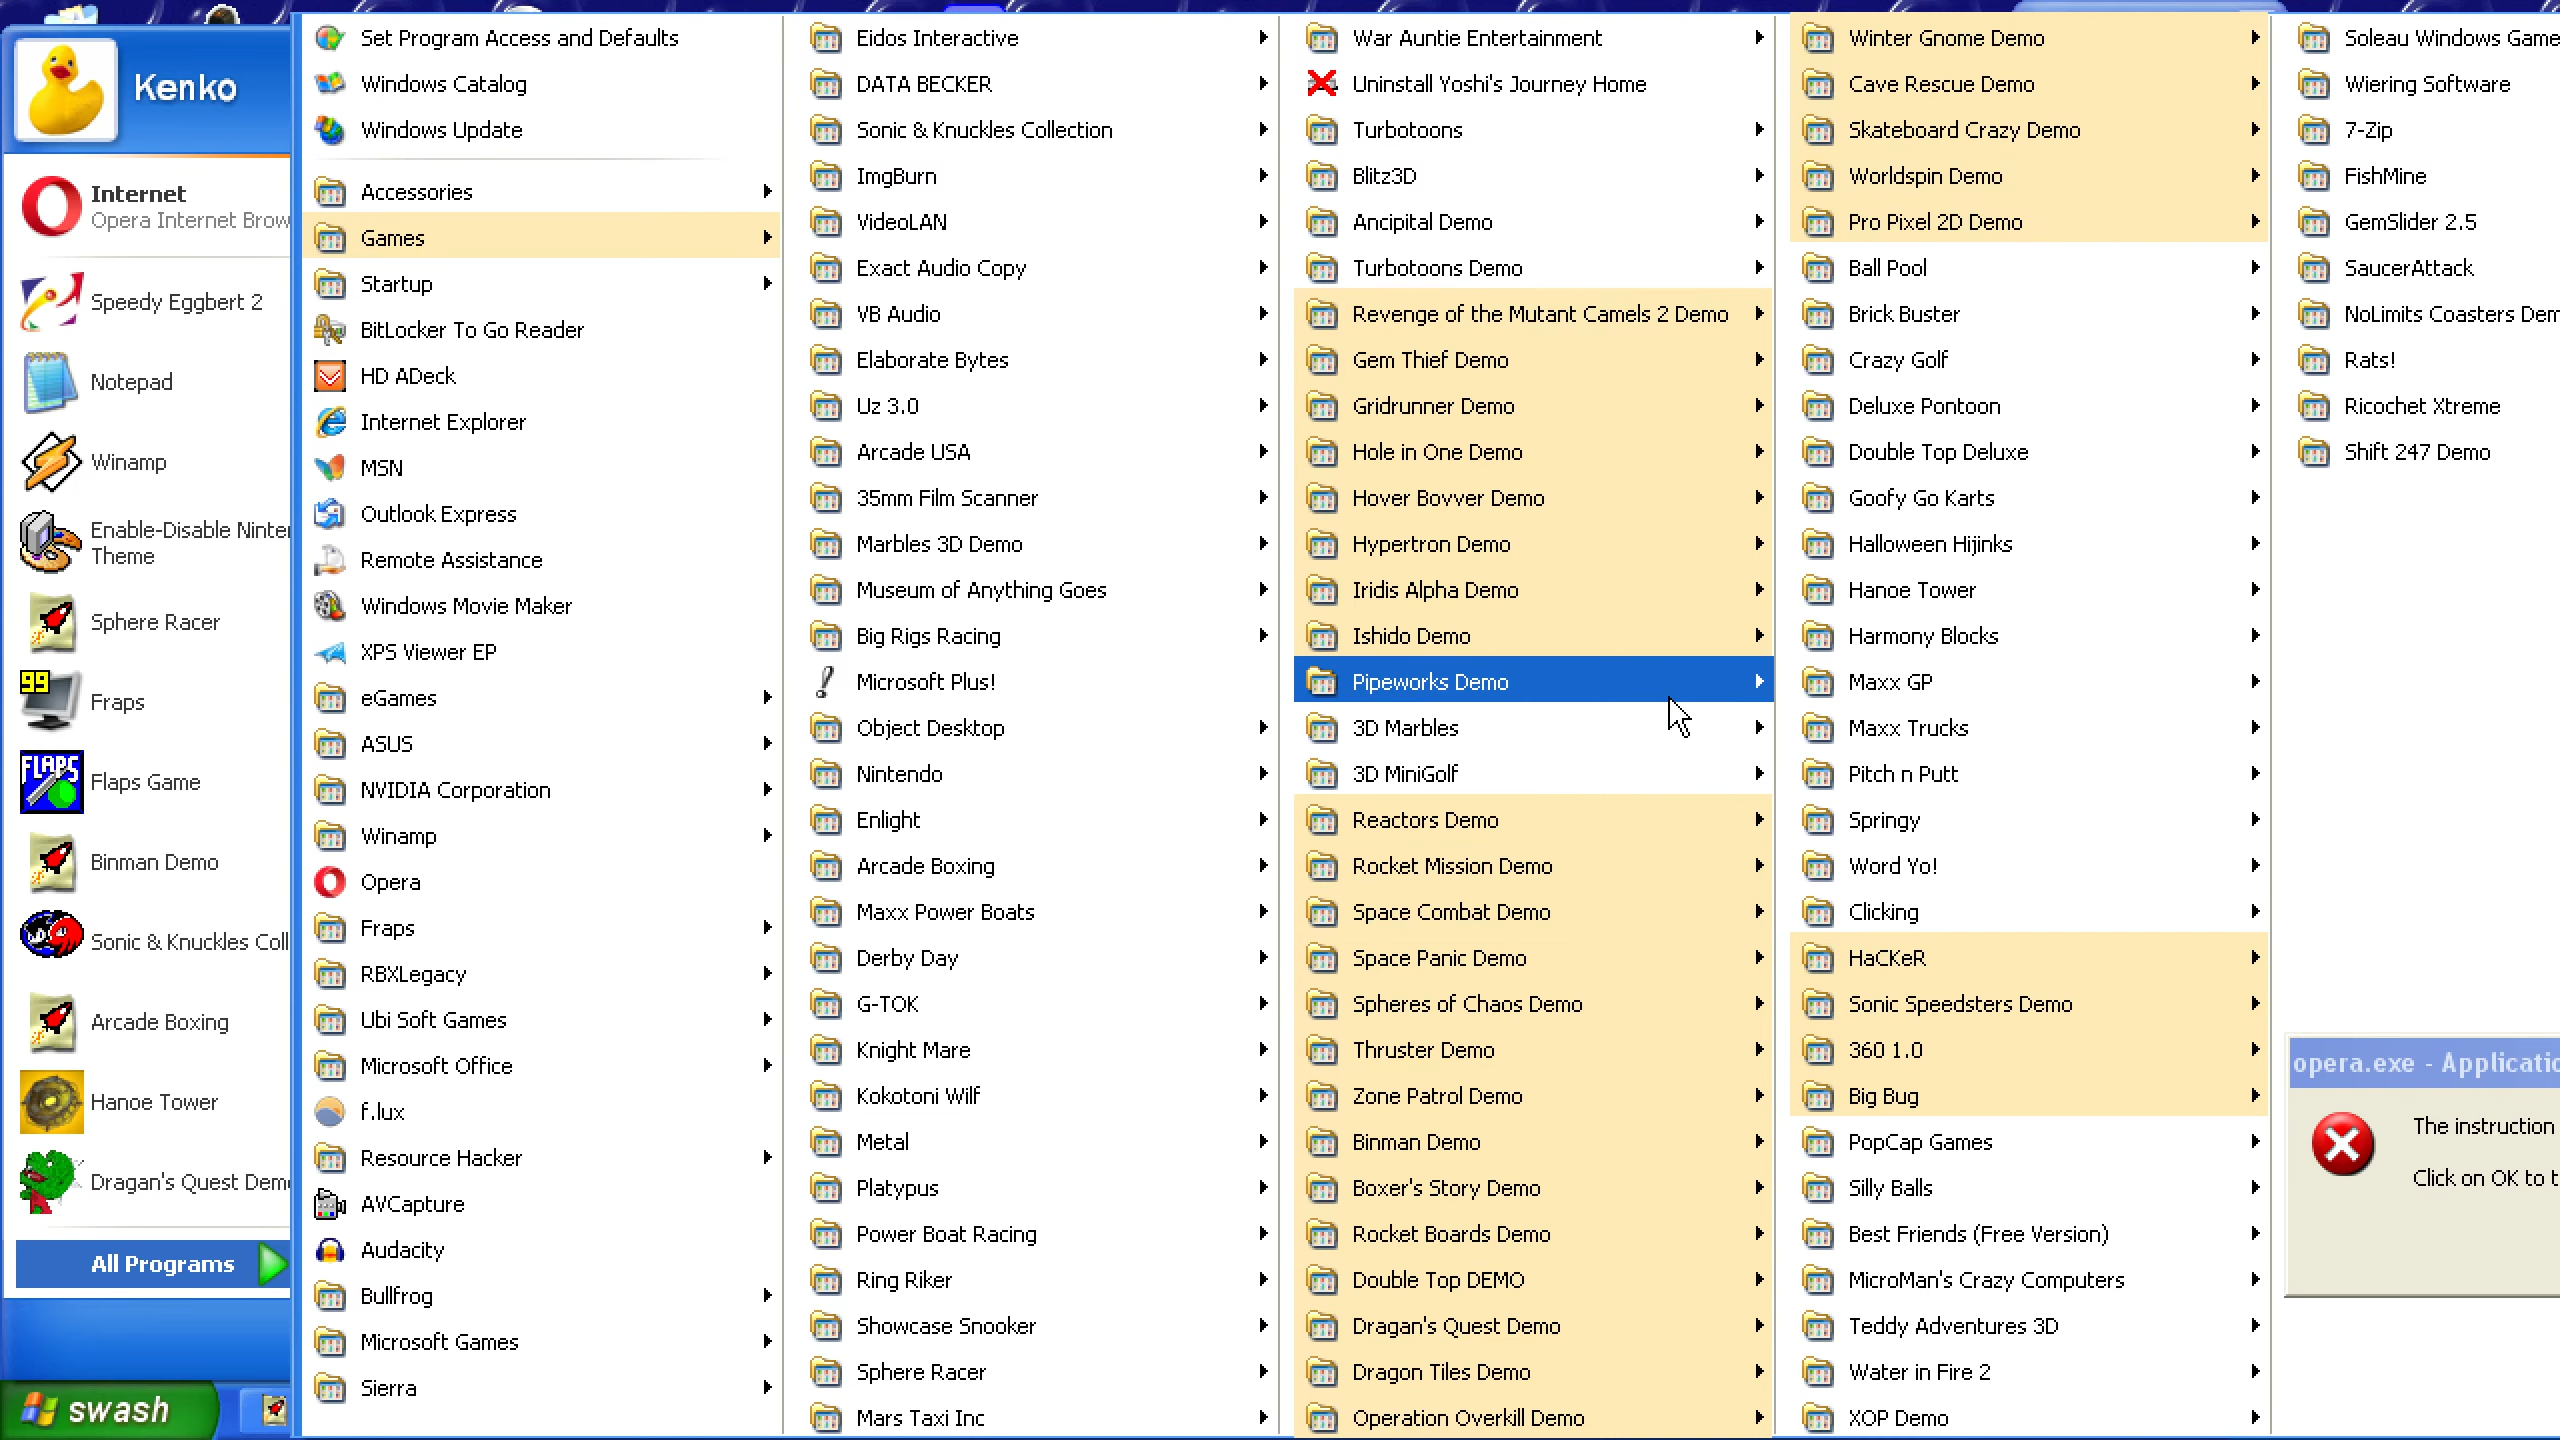 Kenko
Internet
Opera Internet Brow
Speedy Eggbert 2
Notepad
Winamp
Enable-Disable Ninte
Theme
Sphere Racer
Fraps
Flaps Game
Binman Demo
Sonic & Knuckles Coll
Arcade Boxing
Hanoe Tower
Dragan's Quest Dem
All Programs
swash
Set Program Access and Defaults
Windows Catalog
Windows Update
Accessories
Games
Startup
BitLocker To Go Reader
HD ADeck
Internet Explorer
MSN
Outlook Express
Remote Assistance
Windows Movie Maker
XPS Viewer EP
eGames
ASUS
NVIDIA Corporation
Winamp
Opera
Fraps
RBXLegacy
Ubi Soft Games
Microsoft Office
f.lux
Resource Hacker
AVCapture
Audacity
Bullfrog
Microsoft Games
Sierra
Eidos Interactive
DATA BECKER
Sonic & Knuckles Collection
ImgBurn
VideoLAN
Exact Audio Copy
VB Audio
Elaborate Bytes
Uz 3.0
Arcade USA
35mm Film Scanner
Marbles 3D Demo
Museum of Anything Goes
Big Rigs Racing
Microsoft Plus!
Object Desktop
Nintendo
Enlight
Arcade Boxing
Maxx Power Boats
Derby Day
G-TOK
Knight Mare
Kokotoni Wilf
Metal
Platypus
Power Boat Racing
Ring Riker
Showcase Snooker
Sphere Racer
Mars Taxi Inc
War Auntie Entertainment
Uninstall Yoshi's Journey Home
Turbotoons
Blitz3D
Ancipital Demo
Turbotoons Demo
Revenge of the Mutant Camels 2 Demo
Gem Thief Demo
Gridrunner Demo
Hole in One Demo
Hover Bovver Demo
Hypertron Demo
Iridis Alpha Demo
Ishido Demo
Pipeworks Demo
3D Marbles
3D MiniGolf
Reactors Demo
Rocket Mission Demo
Space Combat Demo
Space Panic Demo
Spheres of Chaos Demo
Thruster Demo
Zone Patrol Demo
Binman Demo
Boxer's Story Demo
Rocket Boards Demo
Double Top DEMO
Dragan's Quest Demo
Dragon Tiles Demo
Operation Overkill Demo
Winter Gnome Demo
Cave Rescue Demo
Skateboard Crazy Demo
Worldspin Demo
Pro Pixel 2D Demo
Ball Pool
Brick Buster
Crazy Golf
Deluxe Pontoon
Double Top Deluxe
Goofy Go Karts
Halloween Hijinks
Hanoe Tower
Harmony Blocks
Maxx GP
Maxx Trucks
Pitch n Putt
Springy
Word Yo!
Clicking
HaCKeR
Sonic Speedsters Demo
360 1.0
Big Bug
PopCap Games
Silly Balls
Best Friends (Free Version)
MicroMan's Crazy Computers
Teddy Adventures 3D
Water in Fire 2
XOP Demo
Soleau Windows Game
Wiering Software
7-Zip
FishMine
GemSlider 2.5
SaucerAttack
NoLimits Coasters Dem
Rats!
Ricochet Xtreme
Shift 247 Demo
opera.exe - Applicatio
The instruction
Click on OK to t
99
FLAPS